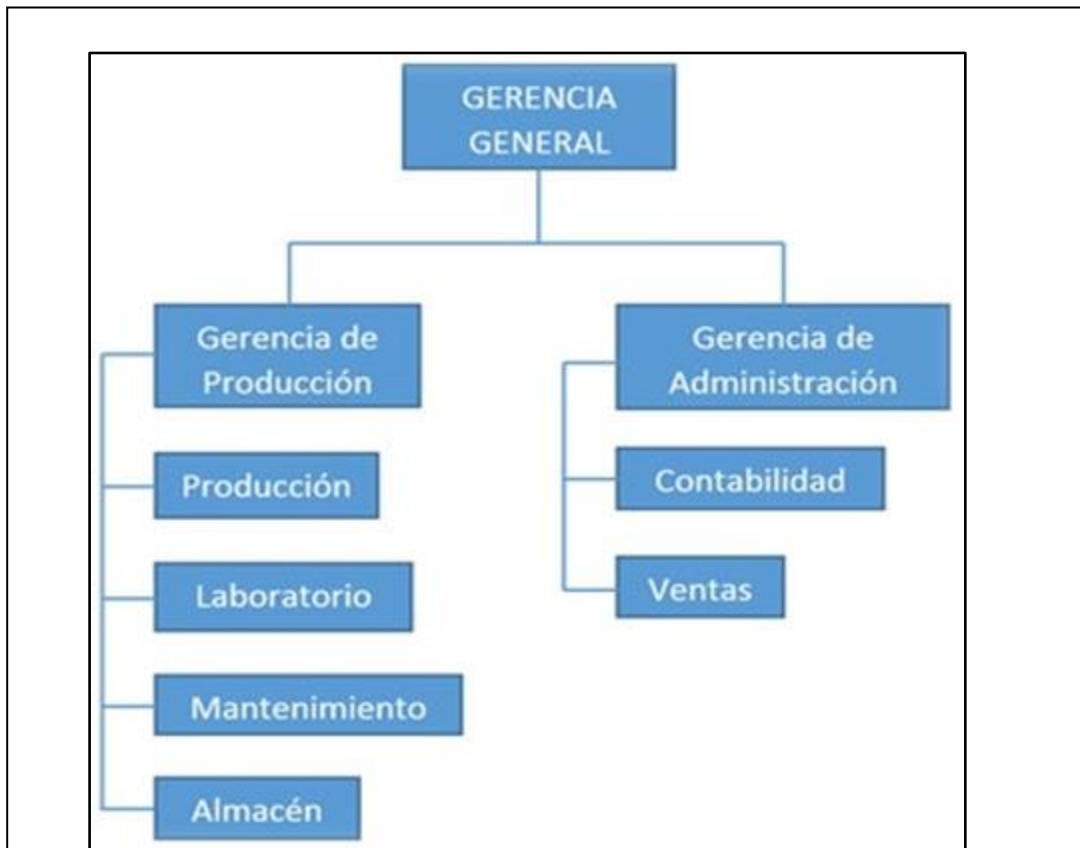 GERENCIA
GENERAL
Gerencia de
Producción
Producción
Laboratorio
Mantenimiento
Almacén
Gerencia de
Administración
Contabilidad
Ventas